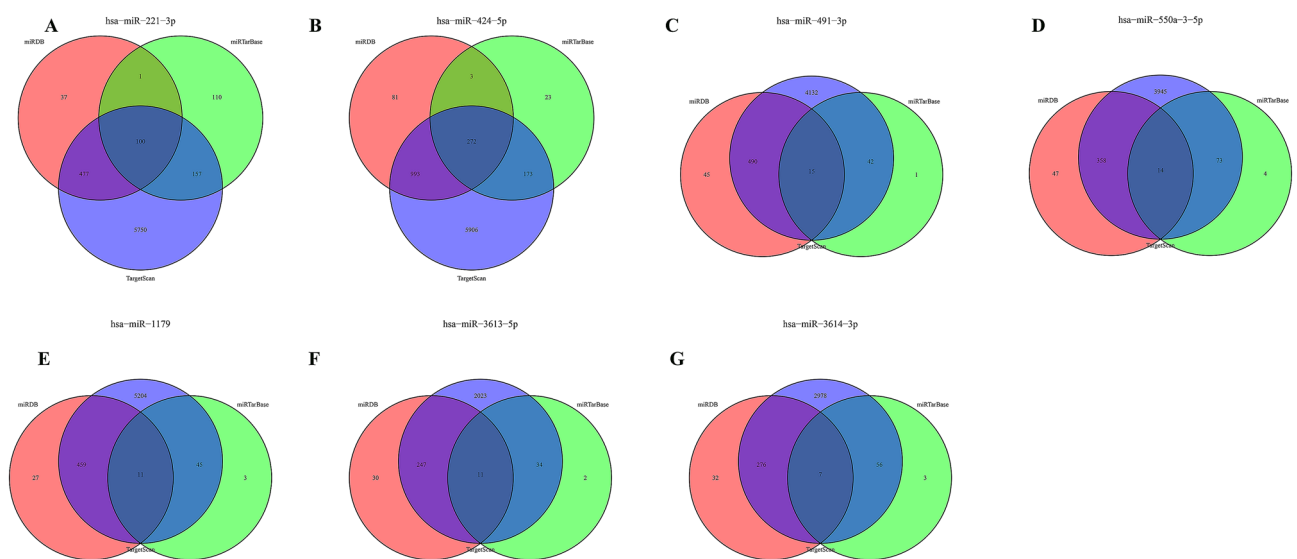 hsa-miR-221-3p
A
miRDB
miRTarBase
1
37
110
100
477
5750
TargetScan
hsa-miR-424-5p
B
miRDB
miRTarBase
3
81
23
272
173
5906
TargetScan
hsa-miR-491-3p
C
miRDB
miRTarBase
4132
490
42
45
1
TargetScan
hsa-miR-550a-3-5p
D
miRDB
miRTarBase
3945
358
73
14
47
4
TargetScan
hsa-miR-1179
E
miRDB
miRTarBase
5204
459
45
27
3
TargetScan
hsa-miR-3613-5p
F
miRDB
miRTarBase
2023
247
34
30
2
TargetScan
hsa-miR-3614-3p
G
miRDB
miRTarBase
2978
276
56
32
7
3
TargetScan